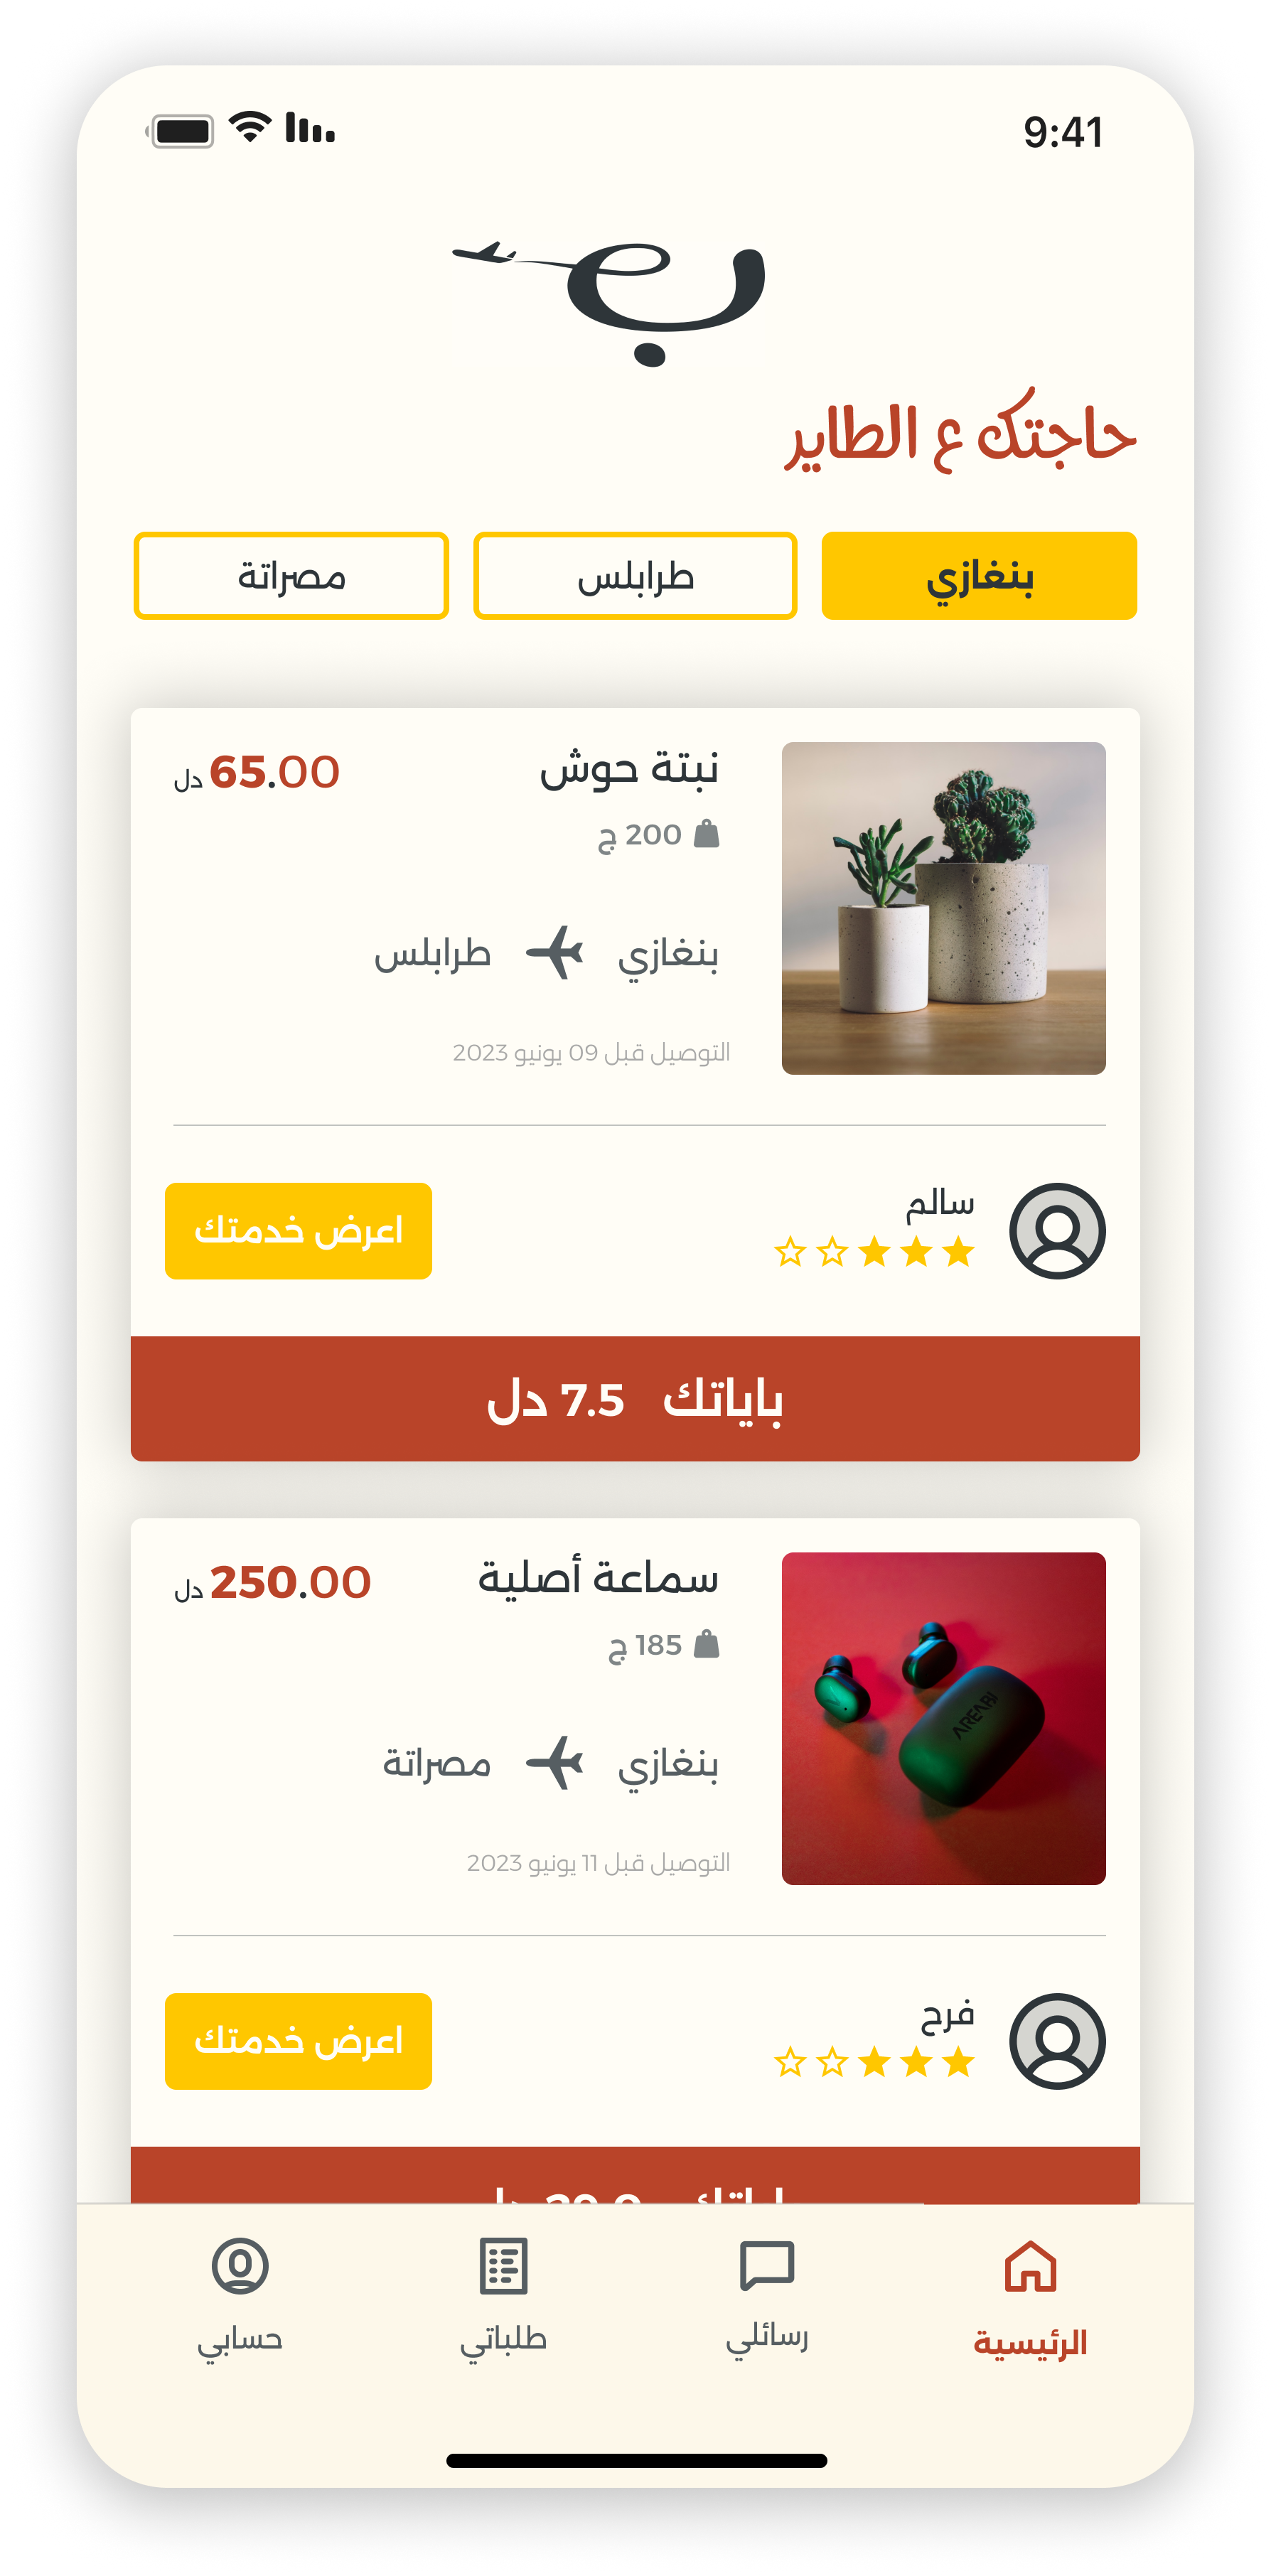 9:41
ب
حاجتك ع الطاير
بنغازي
طرابلس
مصراتة
نبتة حوش
65.00 دل
200 ج
بنغازي طرابلس
التوصيل قبل 09 يونيو 2023
سالم
اعرض خدمتك
باياتك 7.5 دل
سماعة أصلية
250.00 دل
185 ج
AREABI
بنغازي مصراتة
التوصيل قبل 11 يونيو 2023
فرح
اعرض خدمتك
الرئيسية
رسائلي
طلباتي
حسابي